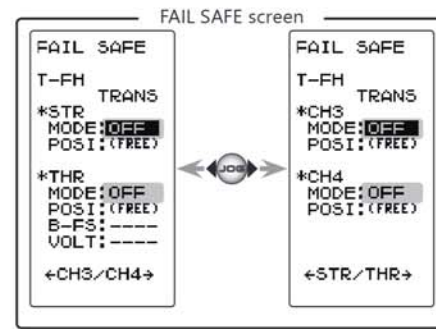 FAIL SAFE screen
FAIL SAFE
T-FH
TRANS
*STR
MODE:OFF
POSI:(FREE)
*THR
MODE:OFF
POSI:(FREE)
B-FS:----
VOLT:----
←CH3/CH4→
JOG
FAIL SAFE
T-FH
TRANS
*CH3
MODE:OFF
POSI:(FREE)
*CH4
MODE:OFF
POSI:(FREE)
←STR/THR→